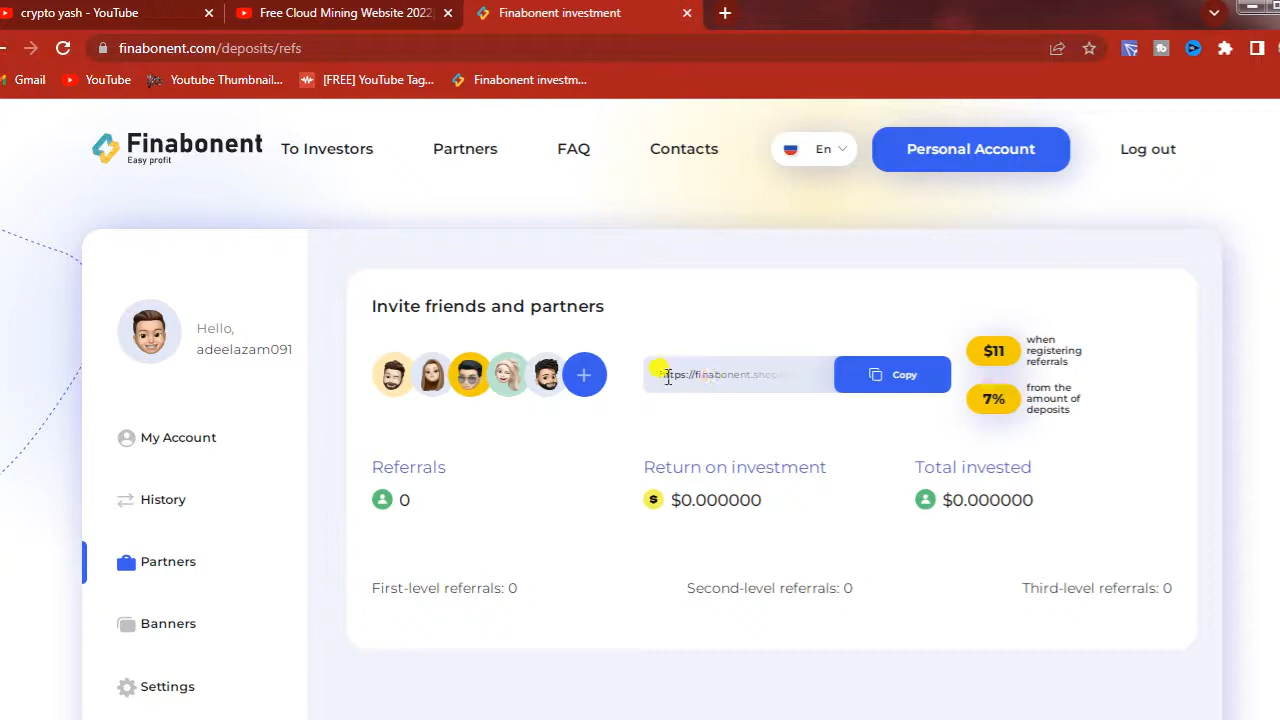 crypto yash - YouTube
Free Cloud Mining Website 2022
Finabonent investment
finabonent.com/deposits/refs
Gmail
YouTube
Youtube Thumbnail...
[FREE] YouTube Tag...
Finabonent investm...
Finabonent
Easy profit
To Investors
Partners
FAQ
Contacts
En
Personal Account
Log out
Hello,
adeelazam091
My Account
History
Partners
Banners
Settings
Invite friends and partners
https://finabonent.shop
Copy
$11
when
registering
referrals
7%
from the
amount of
deposits
Referrals
0
Return on investment
$0.000000
Total invested
$0.000000
First-level referrals: 0
Second-level referrals: 0
Third-level referrals: 0